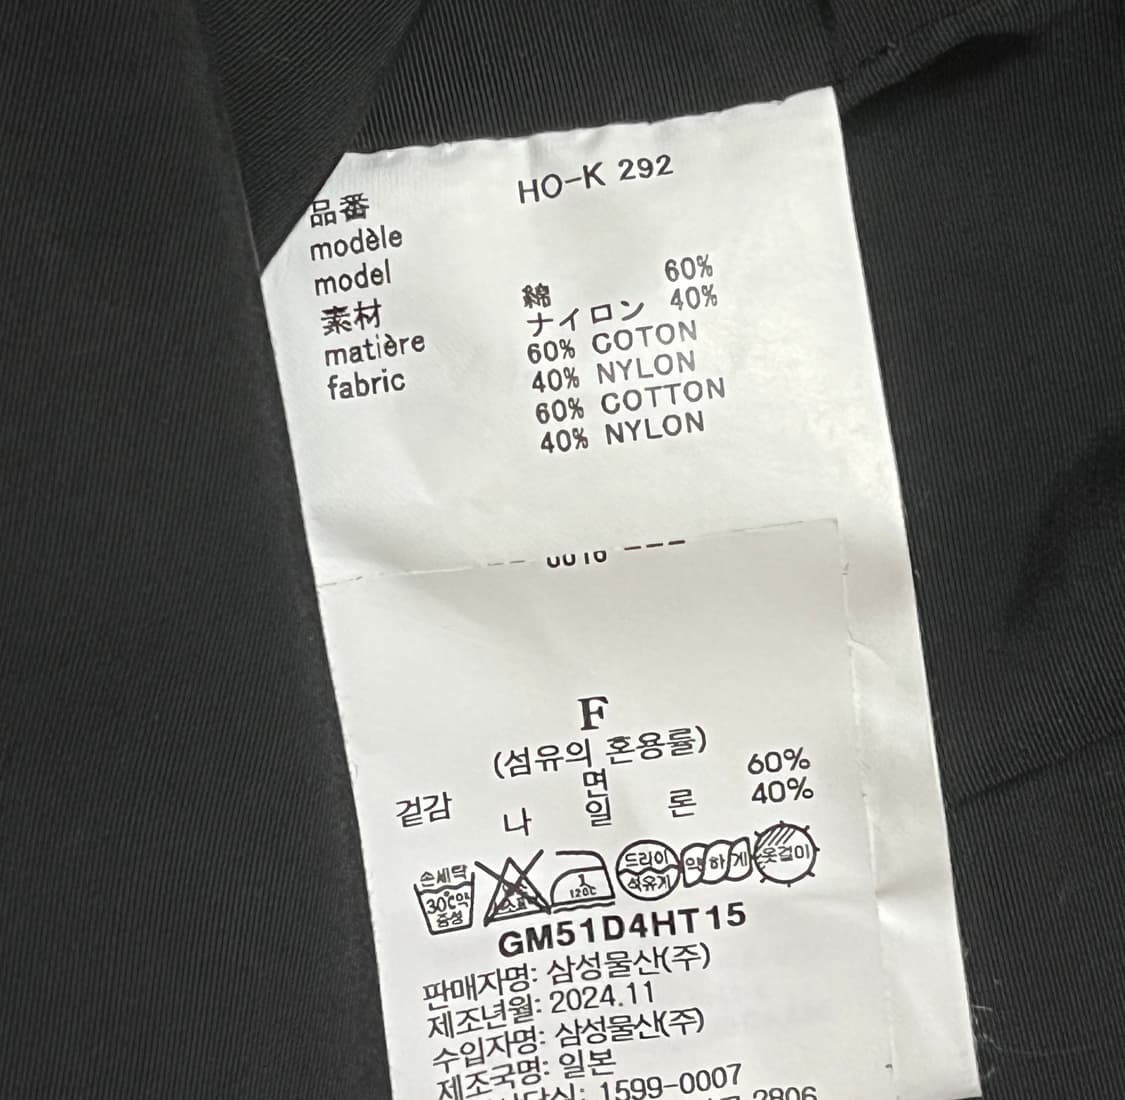 HO-K 292
品番
modèle
model
素材
matière
fabric
綿 60%
ナイロン 40%
60% COTON
40% NYLON
60% COTTON
40% NYLON
F
(섬유의 혼용률)
겉감 면 60%
나 일 론 40%
손세탁
30℃약
중성
120℃
드라이
석유계
약하게
옷걸이
GM51D4HT15
판매자명: 삼성물산(주)
제조년월: 2024.11
수입자명: 삼성물산(주)
제조국명: 일본
1599-0007
2806